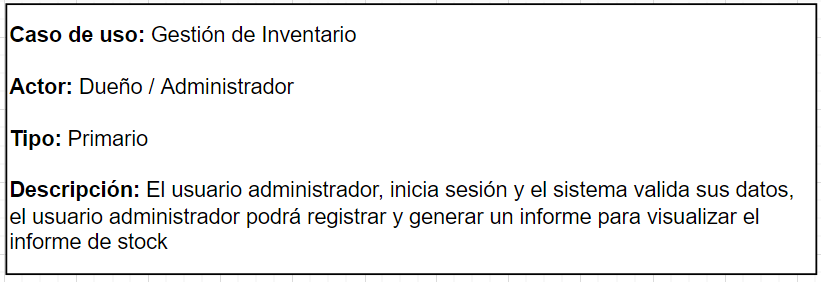 Caso de uso: Gestión de Inventario
Actor: Dueño / Administrador
Tipo: Primario
Descripción: El usuario administrador, inicia sesión y el sistema valida sus datos,
el usuario administrador podrá registrar y generar un informe para visualizar el
informe de stock